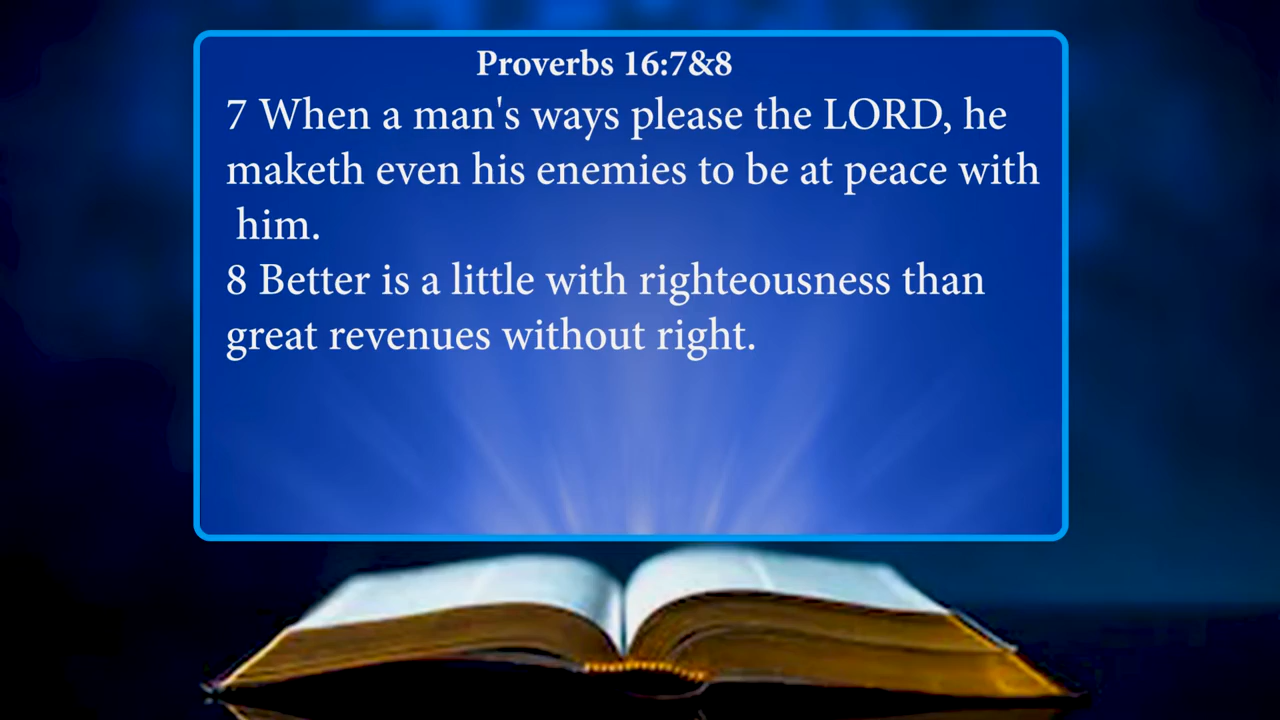 Proverbs 16:7&8
7 When a man's ways please the LORD, he
maketh even his enemies to be at peace with
him.
8 Better is a little with righteousness than
great revenues without right.